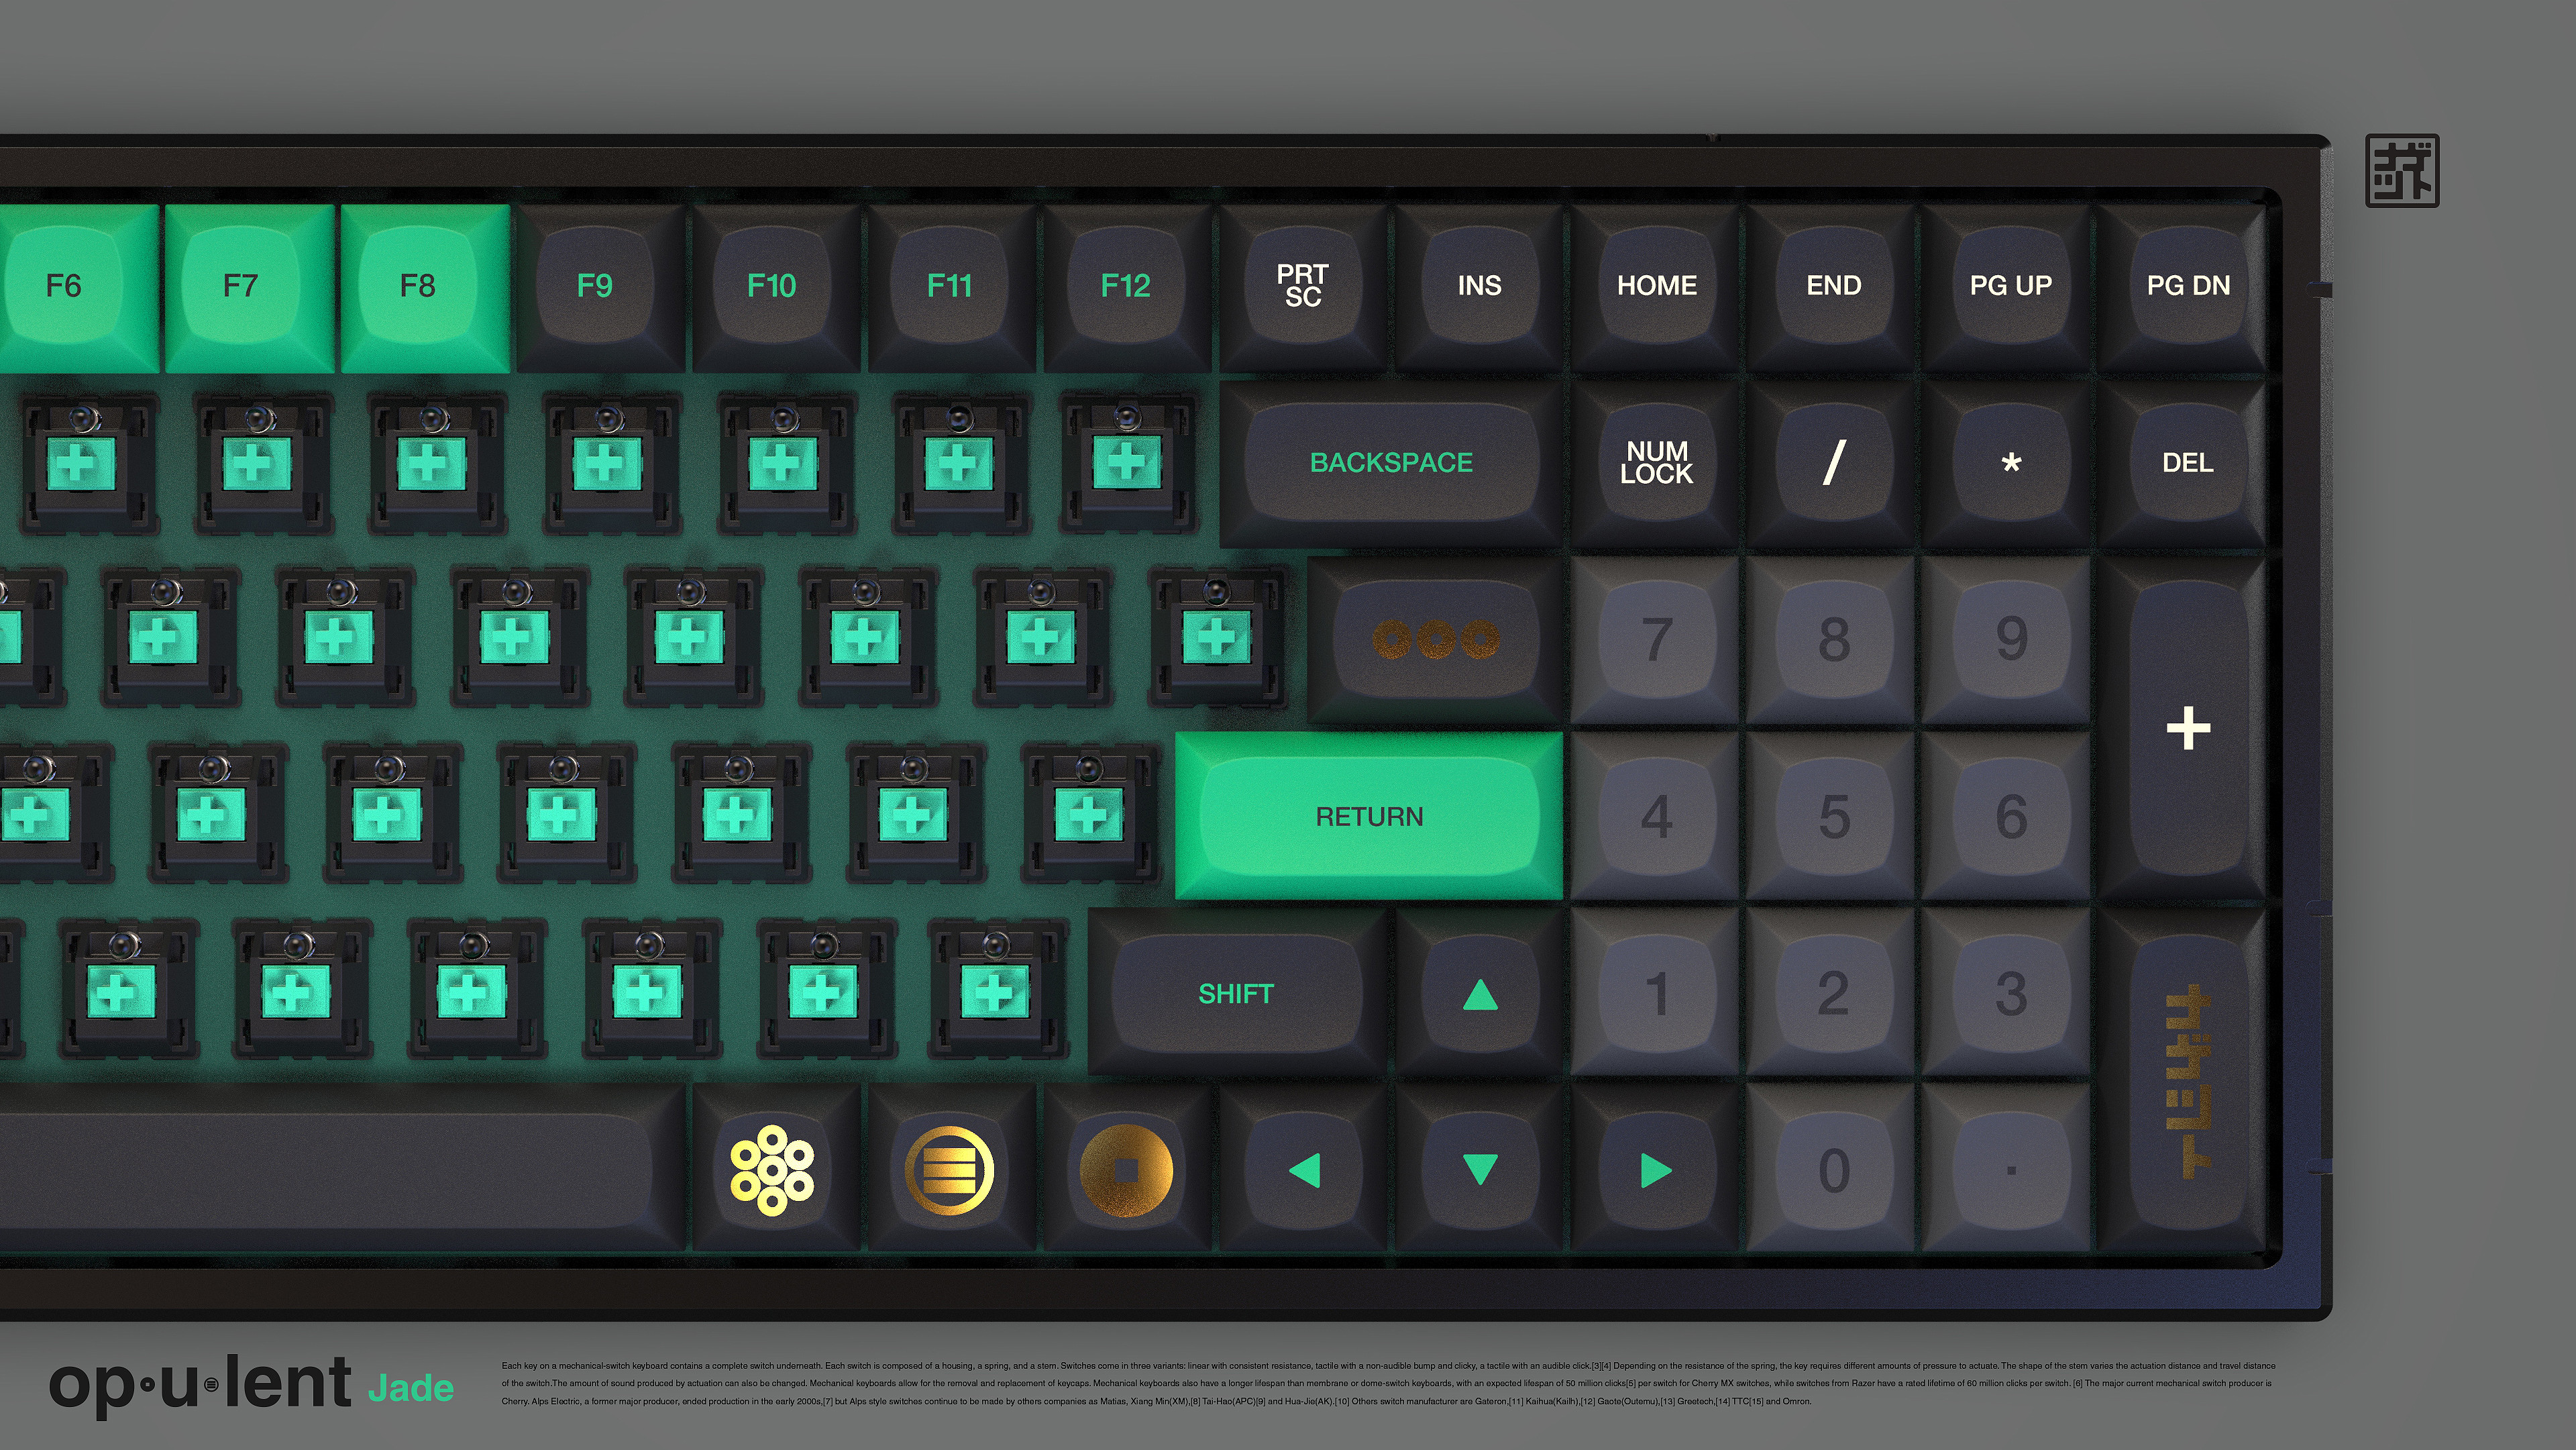 F6 F7 F8 F9 F10 F11 F12 PRT SC INS HOME END PG UP PG DN
BACKSPACE NUM LOCK / * DEL
7 8 9 +
RETURN 4 5 6
SHIFT 1 2 3
0 .
op·u·lent Jade
Each key on a mechanical-switch keyboard contains a complete switch underneath. Each switch is composed of a housing, a spring, and a stem. Switches come in three variants: linear with consistent resistance, tactile with a non-audible bump and clicky, a tactile with an audible click.[3][4] Depending on the resistance of the spring, the key requires different amounts of pressure to actuate. The shape of the stem varies the actuation distance and travel distance
of the switch.The amount of sound produced by actuation can also be changed. Mechanical keyboards allow for the removal and replacement of keycaps. Mechanical keyboards also have a longer lifespan than membrane or dome-switch keyboards, with an expected lifespan of 50 million clicks[5] per switch for Cherry MX switches, while switches from Razer have a rated lifetime of 60 million clicks per switch. [6] The major current mechanical switch producer is
Cherry. Alps Electric, a former major producer, ended production in the early 2000s,[7] but Alps style switches continue to be made by others companies as Matias, Xiang Min(XM),[8] Tai-Hao(APC)[9] and Hua-Jie(AK).[10] Others switch manufacturer are Gateron,[11] Kaihua(Kailh),[12] Gaote(Outemu),[13] Greetech,[14] TTC[15] and Omron.